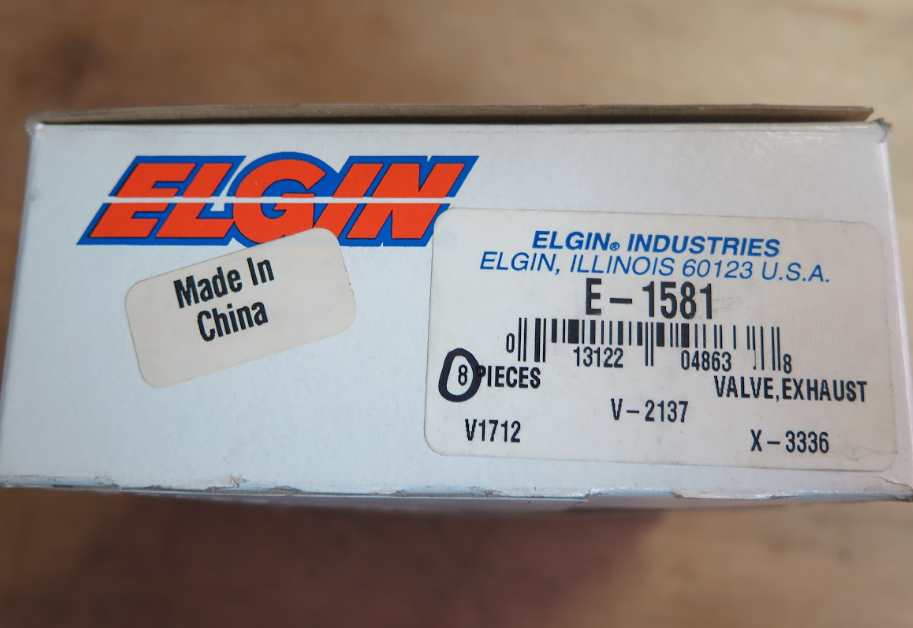 ELGIN
Made In
China
ELGIN® INDUSTRIES
ELGIN, ILLINOIS 60123 U.S.A.
E-1581
0 13122 04863 8
8 PIECES
VALVE, EXHAUST
V-2137
V1712
X-3336